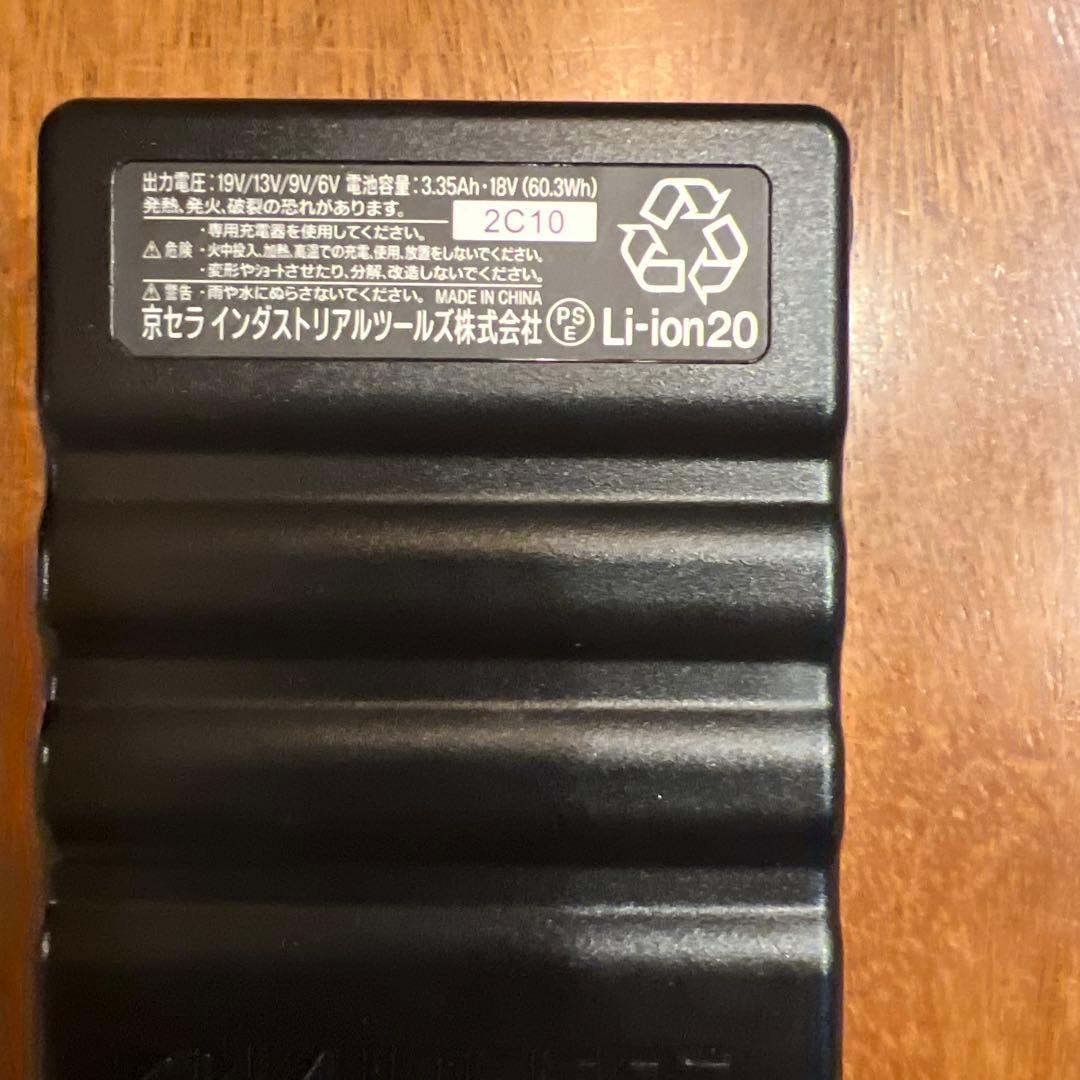 出力電圧：19V/13V/9V/6V 電池容量：3.35Ah・18V (60.3Wh)
発熱、発火、破裂の恐れがあります。
2C10
・専用充電器を使用してください。
⚠危険 ・火中投入、加熱、高温での充電、使用、放置をしないでください。
・変形やショートさせたり、分解、改造しないでください。
⚠警告 ・雨や水にぬらさないでください。 MADE IN CHINA
京セラ インダストリアルツールズ株式会社 PSE Li-ion20